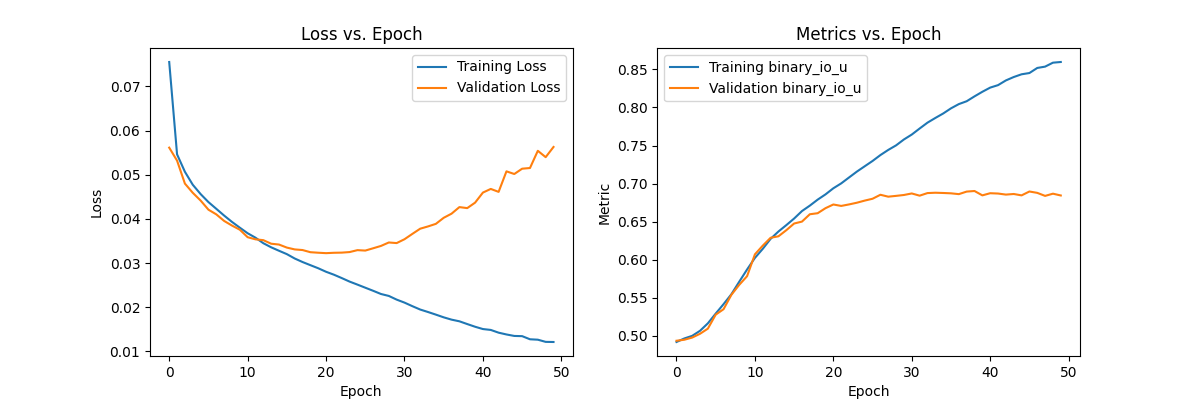 Loss vs. Epoch
Training Loss
Validation Loss
0.07
0.06
0.05
0.04
0.03
0.02
0.01
Loss
0 10 20 30 40 50
Epoch
Metrics vs. Epoch
Training binary_io_u
Validation binary_io_u
0.85
0.80
0.75
0.70
0.65
0.60
0.55
0.50
Metric
0 10 20 30 40 50
Epoch